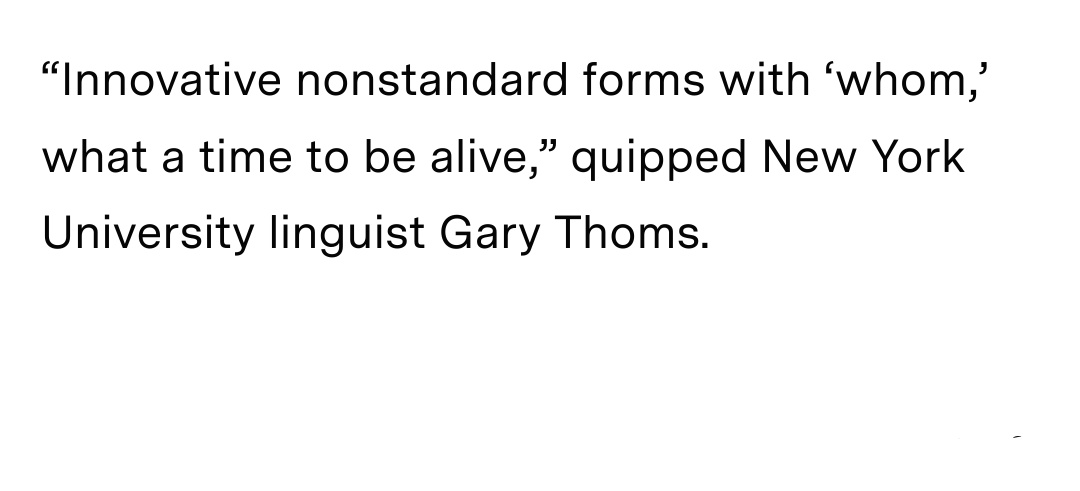 “Innovative nonstandard forms with ‘whom,’
what a time to be alive,” quipped New York
University linguist Gary Thoms.